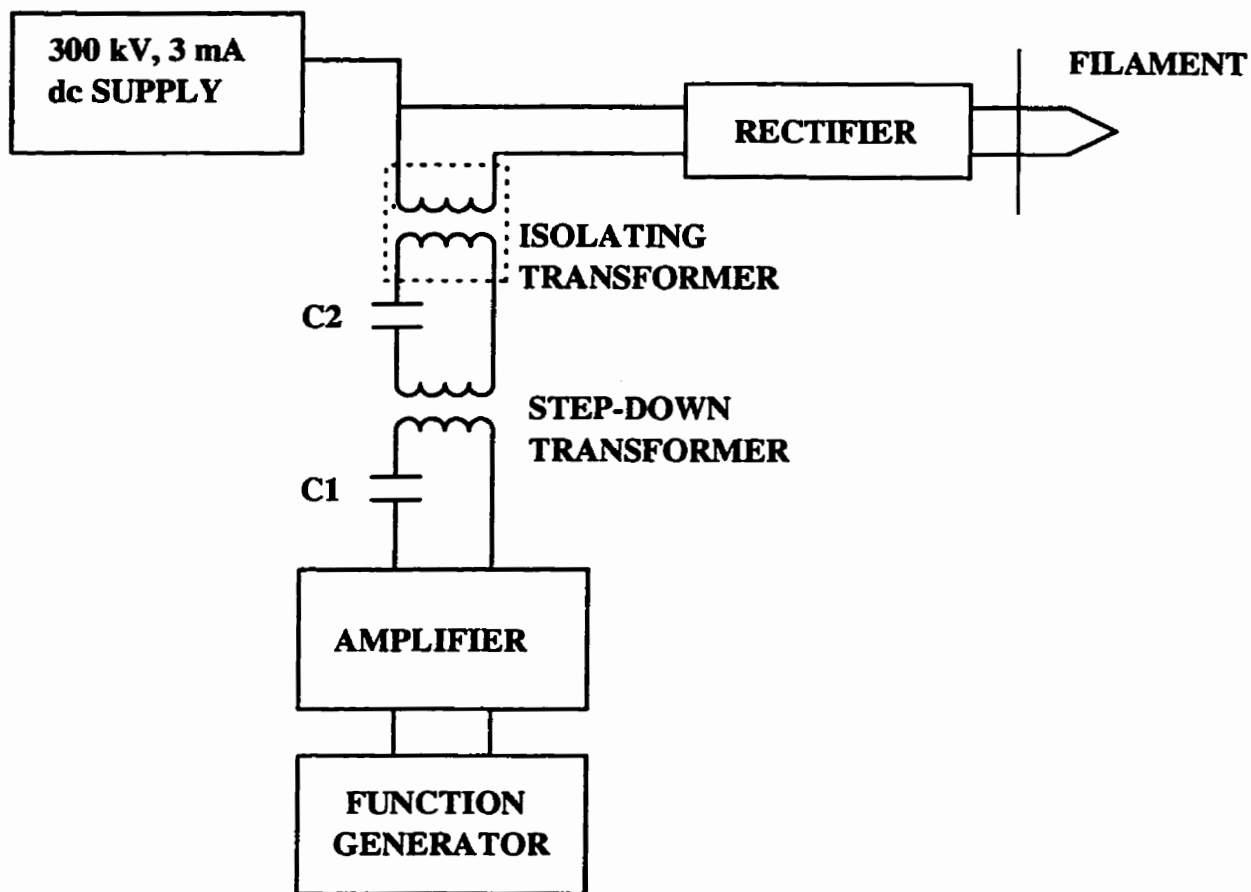 300 kV, 3 mA
dc SUPPLY
FILAMENT
RECTIFIER
ISOLATING
TRANSFORMER
C2
STEP-DOWN
TRANSFORMER
C1
AMPLIFIER
FUNCTION
GENERATOR